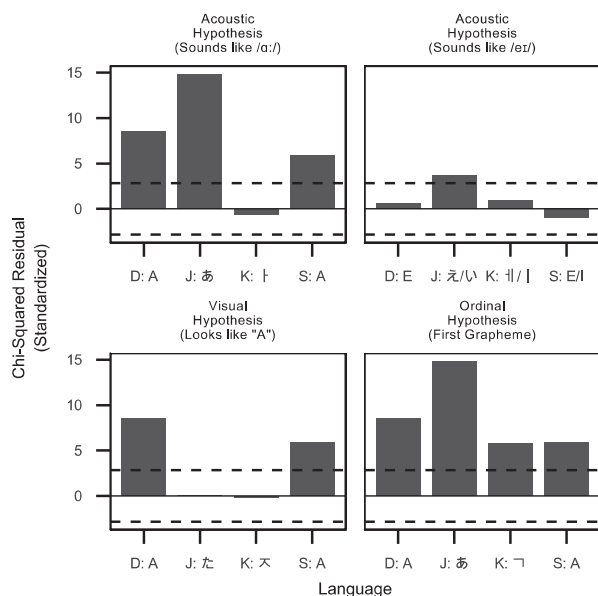 Acoustic
Hypothesis
(Sounds like /ɑ:/)
Acoustic
Hypothesis
(Sounds like /eɪ/)
15
10
5
0
D: A J: あ K: ㅏ S: A
D: E J: え/い K: ㅔ/ㅣ S: E/I
Visual
Hypothesis
(Looks like "A")
Ordinal
Hypothesis
(First Grapheme)
15
10
5
0
D: A J: た K: ㅈ S: A
D: A J: あ K: ㄱ S: A
Chi-Squared Residual
(Standardized)
Language